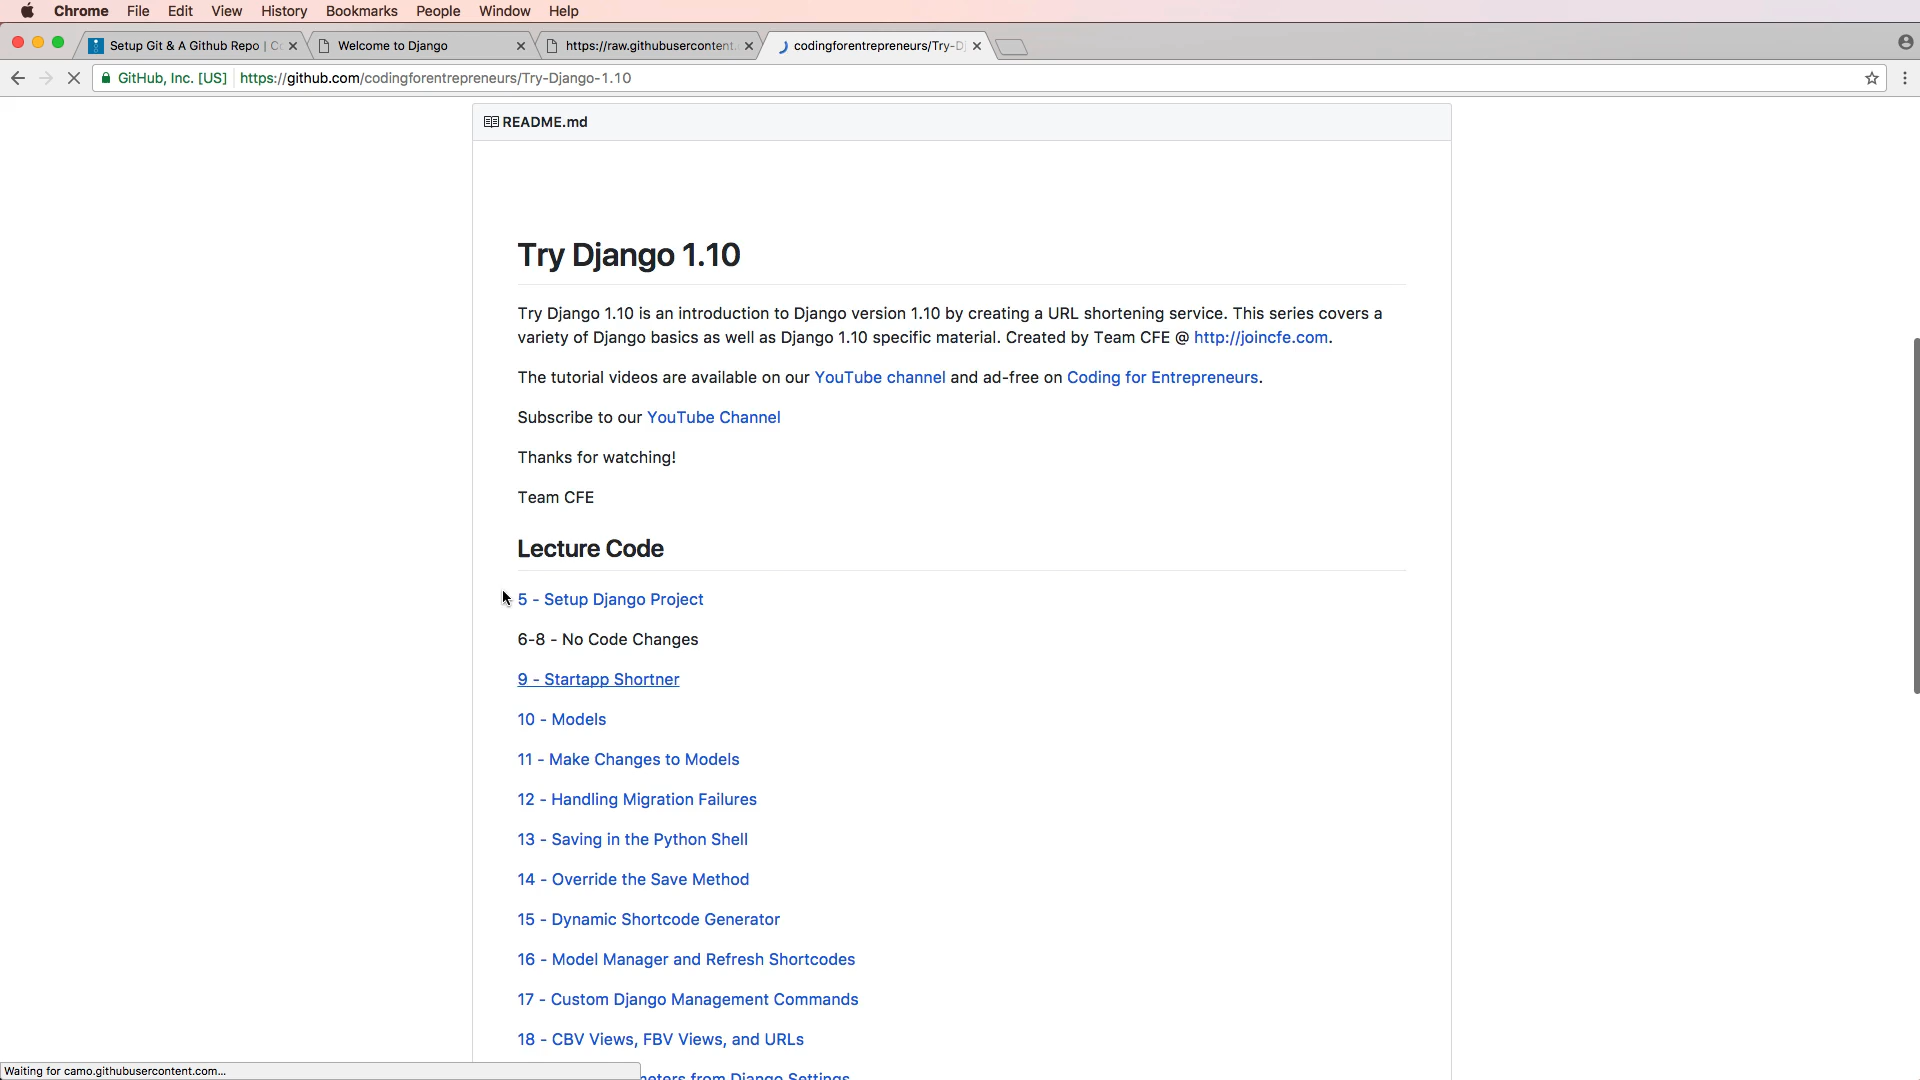 Chrome File Edit View History Bookmarks People Window Help
Setup Git & A Github Repo | C
Welcome to Django
https://raw.githubusercontent.
codingforentrepreneurs/Try-D
GitHub, Inc. [US] https://github.com/codingforentrepreneurs/Try-Django-1.10
README.md
Try Django 1.10
Try Django 1.10 is an introduction to Django version 1.10 by creating a URL shortening service. This series covers a
variety of Django basics as well as Django 1.10 specific material. Created by Team CFE @ http://joincfe.com.
The tutorial videos are available on our YouTube channel and ad-free on Coding for Entrepreneurs.
Subscribe to our YouTube Channel
Thanks for watching!
Team CFE
Lecture Code
5 - Setup Django Project
6-8 - No Code Changes
9 - Startapp Shortner
10 - Models
11 - Make Changes to Models
12 - Handling Migration Failures
13 - Saving in the Python Shell
14 - Override the Save Method
15 - Dynamic Shortcode Generator
16 - Model Manager and Refresh Shortcodes
17 - Custom Django Management Commands
18 - CBV Views, FBV Views, and URLs
from Django Settings
Waiting for camo.githubusercontent.com...